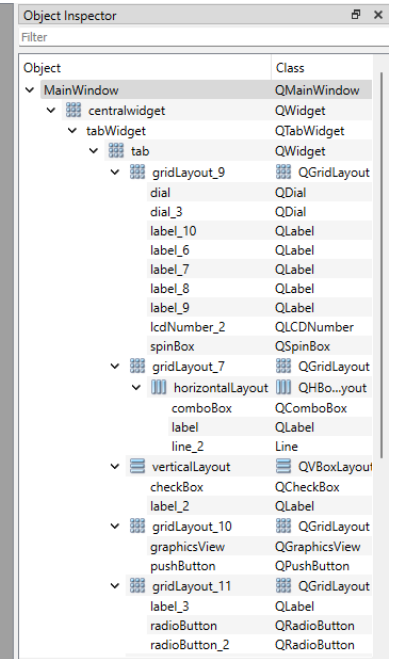 Object Inspector
Filter
Object Class
MainWindow QMainWindow
centralwidget QWidget
tabWidget QTabWidget
tab QWidget
gridLayout_9 QGridLayout
dial QDial
dial_3 QDial
label_10 QLabel
label_6 QLabel
label_7 QLabel
label_8 QLabel
label_9 QLabel
lcdNumber_2 QLCDNumber
spinBox QSpinBox
gridLayout_7 QGridLayout
horizontalLayout QHBo...yout
comboBox QComboBox
label QLabel
line_2 Line
verticalLayout QVBoxLayout
checkBox QCheckBox
label_2 QLabel
gridLayout_10 QGridLayout
graphicsView QGraphicsView
pushButton QPushButton
gridLayout_11 QGridLayout
label_3 QLabel
radioButton QRadioButton
radioButton_2 QRadioButton